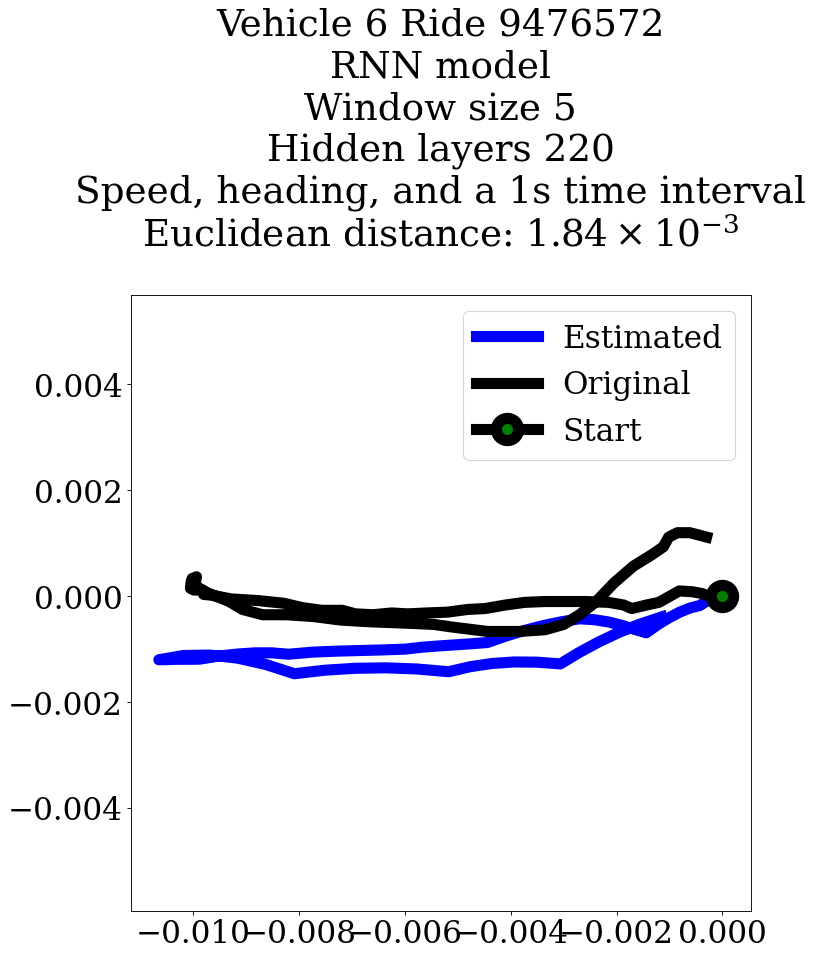 Vehicle 6 Ride 9476572
RNN model
Window size 5
Hidden layers 220
Speed, heading, and a 1s time interval
Euclidean distance: 1.84 × 10⁻³
Estimated
Original
Start
0.004
0.002
0.000
−0.002
−0.004
−0.010 −0.008 −0.006 −0.004 −0.002 0.000